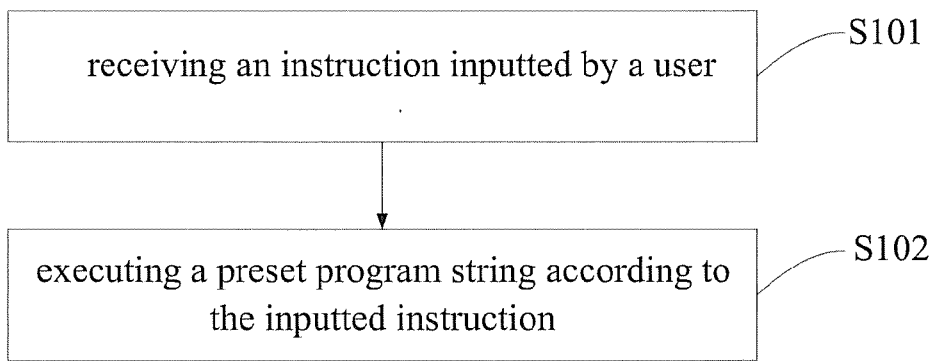 receiving an instruction inputted by a user
S101
executing a preset program string according to
the inputted instruction
S102